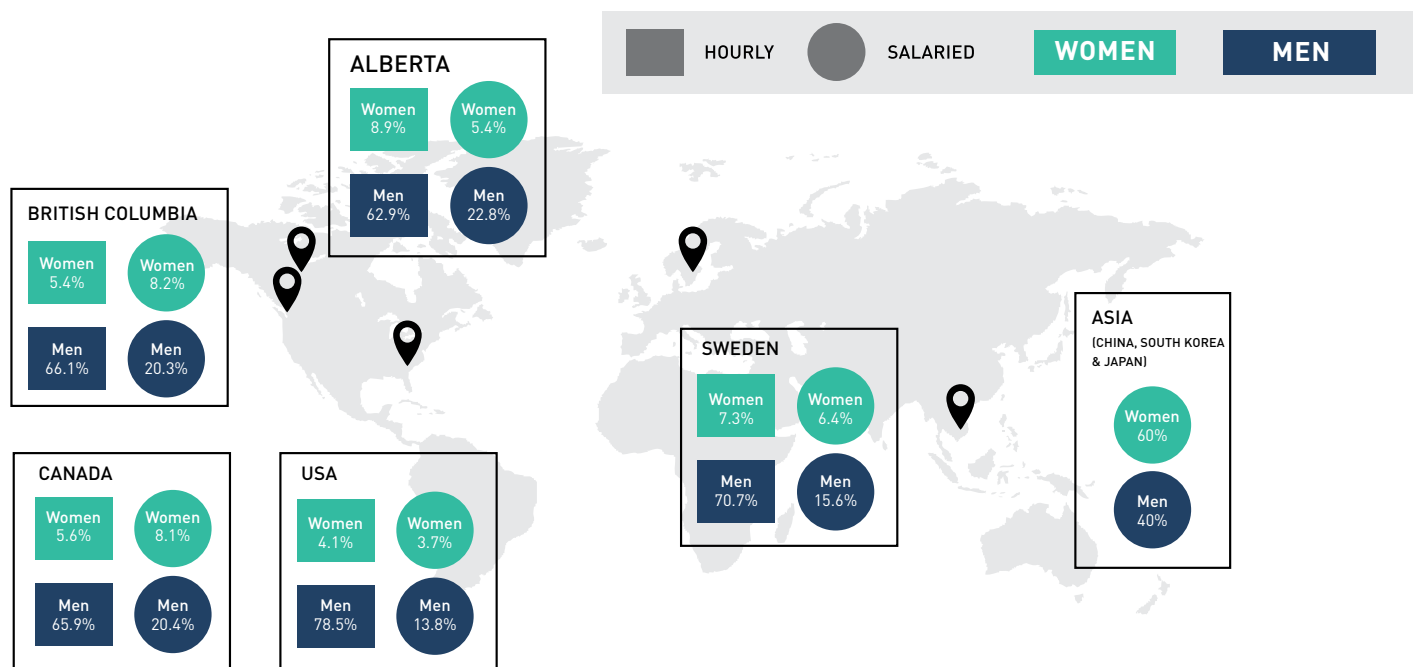 HOURLY
SALARIED
WOMEN
MEN
ALBERTA
Women
8.9%
Women
5.4%
Men
62.9%
Men
22.8%
BRITISH COLUMBIA
Women
5.4%
Women
8.2%
Men
66.1%
Men
20.3%
CANADA
Women
5.6%
Women
8.1%
Men
65.9%
Men
20.4%
USA
Women
4.1%
Women
3.7%
Men
78.5%
Men
13.8%
SWEDEN
Women
7.3%
Women
6.4%
Men
70.7%
Men
15.6%
ASIA
(CHINA, SOUTH KOREA
& JAPAN)
Women
60%
Men
40%